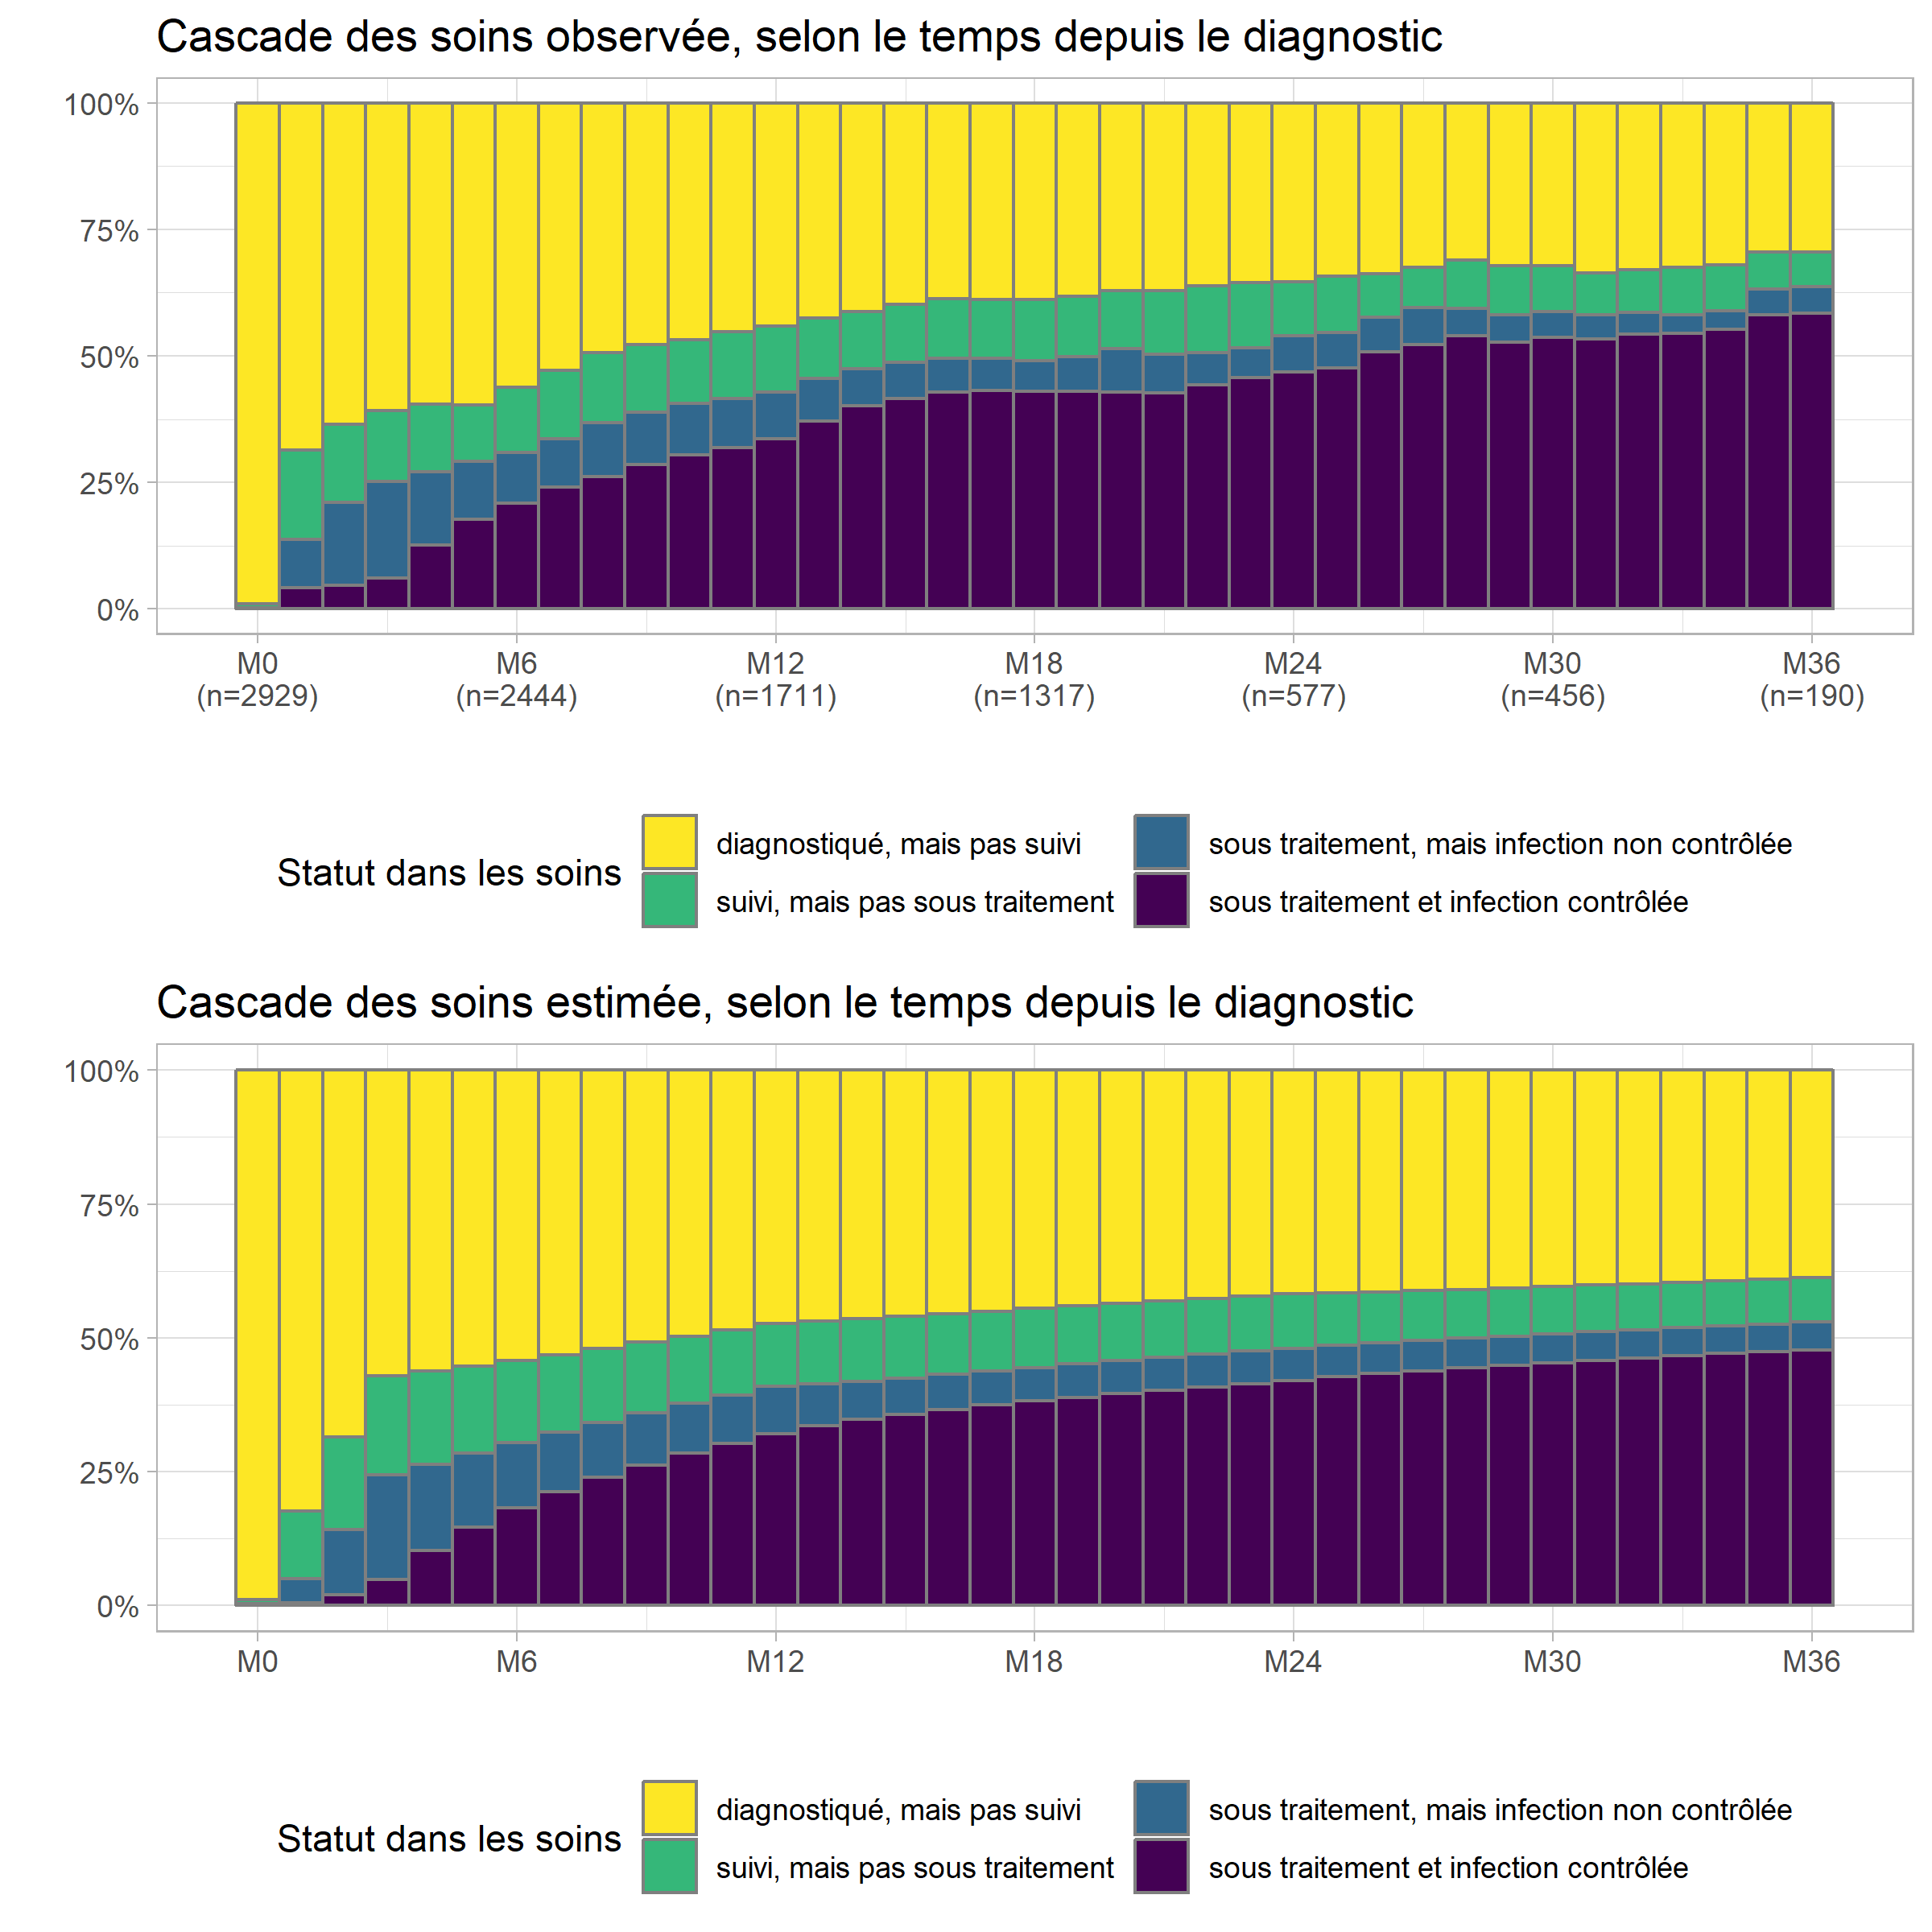 Cascade des soins observée, selon le temps depuis le diagnostic
100%
75%
50%
25%
0%
M0 M6 M12 M18 M24 M30 M36
(n=2929) (n=2444) (n=1711) (n=1317) (n=577) (n=456) (n=190)
Statut dans les soins
diagnostiqué, mais pas suivi
suivi, mais pas sous traitement
sous traitement, mais infection non contrôlée
sous traitement et infection contrôlée
Cascade des soins estimée, selon le temps depuis le diagnostic
100%
75%
50%
25%
0%
M0 M6 M12 M18 M24 M30 M36
Statut dans les soins
diagnostiqué, mais pas suivi
suivi, mais pas sous traitement
sous traitement, mais infection non contrôlée
sous traitement et infection contrôlée